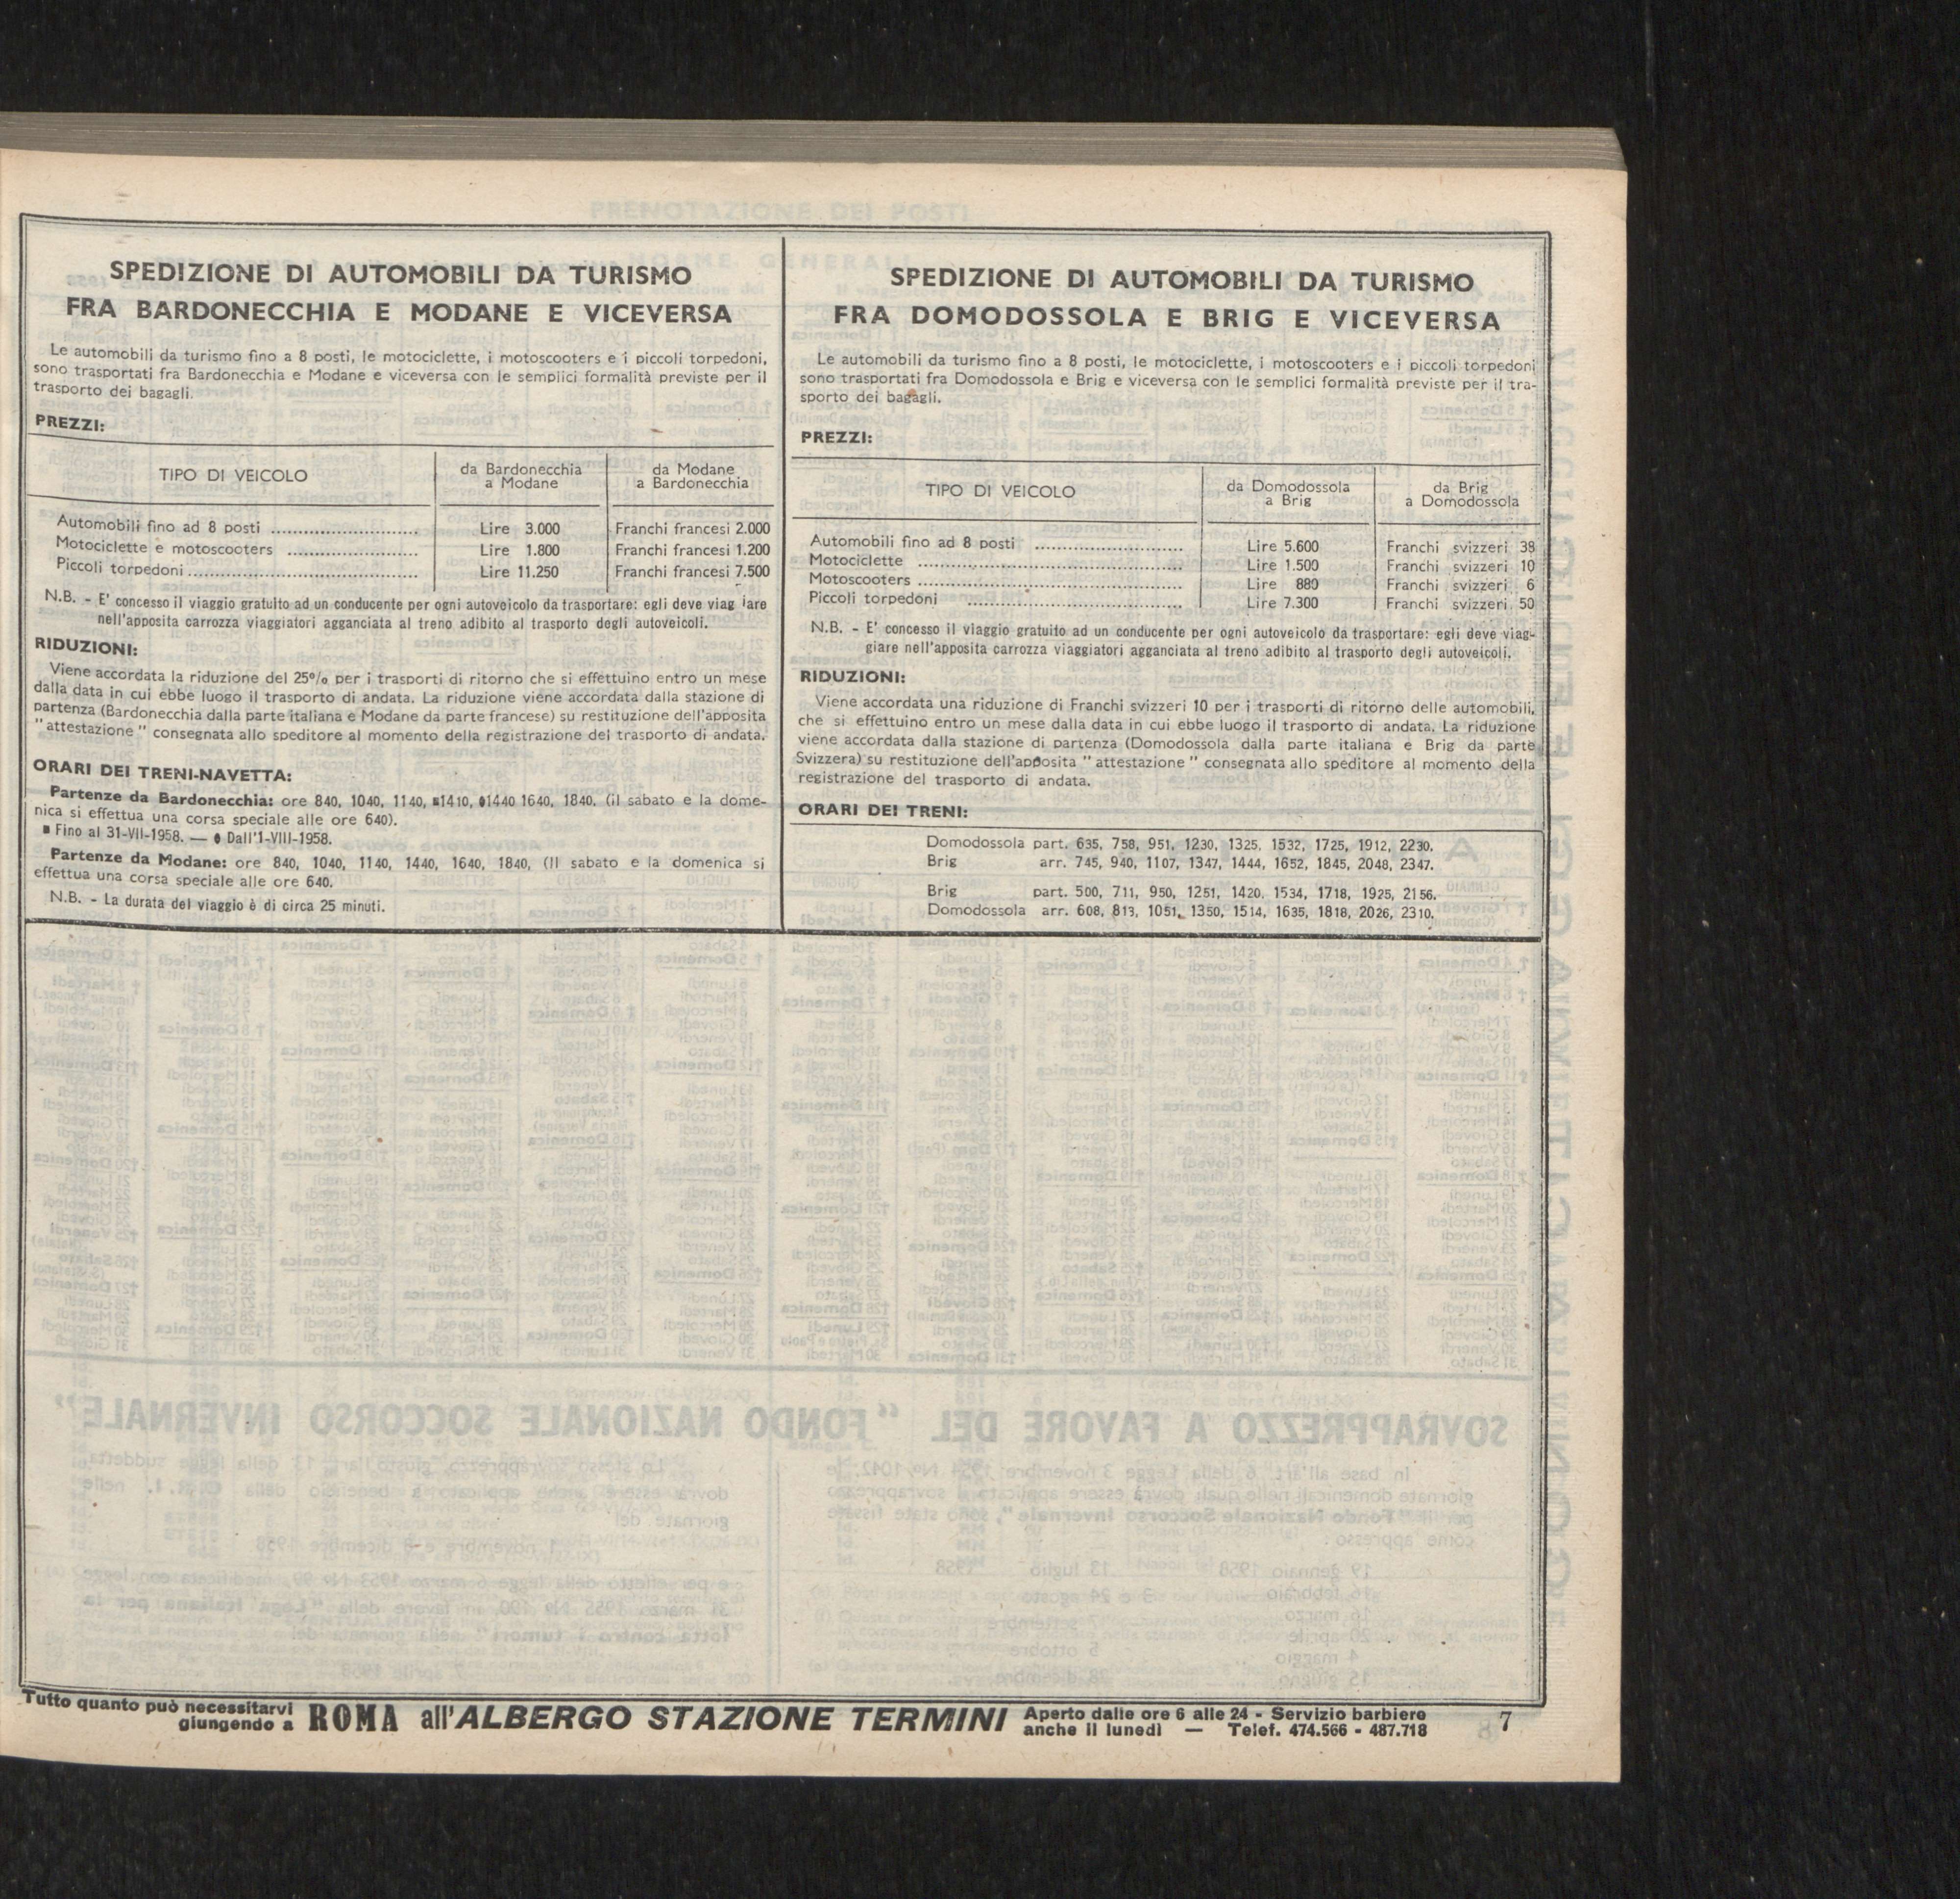 SPEDIZIONE DI AUTOMOBILI DA TURISMO
FRA BARDONECCHIA E MODANE E VICEVERSA
Le automobili da turismo fino a 8 posti, le motociclette, i motoscooters e i piccoli torpedoni,
sono trasportati fra Bardonecchia e Modane e viceversa con le semplici formalità previste per il
trasporto dei bagagli.
PREZZI:
TIPO DI VEICOLO
da Bardonecchia
a Modane
da Modane
a Bardonecchia
Automobili fino ad 8 posti ............................ Lire 3.000 Franchi francesi 2.000
Motociclette e motoscooters ......................... Lire 1.800 Franchi francesi 1.200
Piccoli torpedoni ............................................ Lire 11.250 Franchi francesi 7.500
N.B. - E' concesso il viaggio gratuito ad un conducente per ogni autoveicolo da trasportare: egli deve viag iare
nell'apposita carrozza viaggiatori agganciata al treno adibito al trasporto degli autoveicoli.
RIDUZIONI:
Viene accordata la riduzione del 25% per i trasporti di ritorno che si effettuino entro un mese
dalla data in cui ebbe luogo il trasporto di andata. La riduzione viene accordata dalla stazione di
partenza (Bardonecchia dalla parte italiana e Modane da parte francese) su restituzione dell'apposita
"attestazione" consegnata allo speditore al momento della registrazione del trasporto di andata.
ORARI DEI TRENI-NAVETTA:
Partenze da Bardonecchia: ore 840, 1040, 1140, ■1410, ♦1440 1640, 1840. (il sabato e la dome-
nica si effettua una corsa speciale alle ore 640).
■ Fino al 31-VII-1958. — ♦ Dall'1-VIII-1958.
Partenze da Modane: ore 840, 1040, 1140, 1440, 1640, 1840, (Il sabato e la domenica si
effettua una corsa speciale alle ore 640.
N.B. - La durata del viaggio è di circa 25 minuti.
SPEDIZIONE DI AUTOMOBILI DA TURISMO
FRA DOMODOSSOLA E BRIG E VICEVERSA
Le automobili da turismo fino a 8 posti, le motociclette, i motoscooters e i piccoli torpedoni
sono trasportati fra Domodossola e Brig e viceversa con le semplici formalità previste per il tra-
sporto dei bagagli.
PREZZI:
TIPO DI VEICOLO
da Domodossola
a Brig
da Brig
a Domodossola
Automobili fino ad 8 posti ............................ Lire 5.600 Franchi svizzeri 38
Motociclette .................................................. Lire 1.500 Franchi svizzeri 10
Motoscooters .................................................. Lire 880 Franchi svizzeri 6
Piccoli torpedoni ......................................... Lire 7.300 Franchi svizzeri 50
N.B. - E' concesso il viaggio gratuito ad un conducente per ogni autoveicolo da trasportare: egli deve viag-
giare nell'apposita carrozza viaggiatori agganciata al treno adibito al trasporto degli autoveicoli.
RIDUZIONI:
Viene accordata una riduzione di Franchi svizzeri 10 per i trasporti di ritorno delle automobili,
che si effettuino entro un mese dalla data in cui ebbe luogo il trasporto di andata. La riduzione
viene accordata dalla stazione di partenza (Domodossola dalla parte italiana e Brig da parte
Svizzera) su restituzione dell'apposita "attestazione" consegnata allo speditore al momento della
registrazione del trasporto di andata.
ORARI DEI TRENI:
Domodossola part. 635, 758, 951, 1230, 1325, 1532, 1725, 1912, 2230.
Brig arr. 745, 940, 1107, 1347, 1444, 1652, 1845, 2048, 2347.
Brig part. 500, 711, 950, 1251, 1420, 1534, 1718, 1925, 2156.
Domodossola arr. 608, 813, 1051, 1350, 1514, 1635, 1818, 2026, 2310.
Tutto quanto può necessitarvi
giungendo a ROMA all'ALBERGO STAZIONE TERMINI
Aperto dalle ore 6 alle 24 - Servizio barbiere
anche il lunedì — Telef. 474.566 - 487.718
7